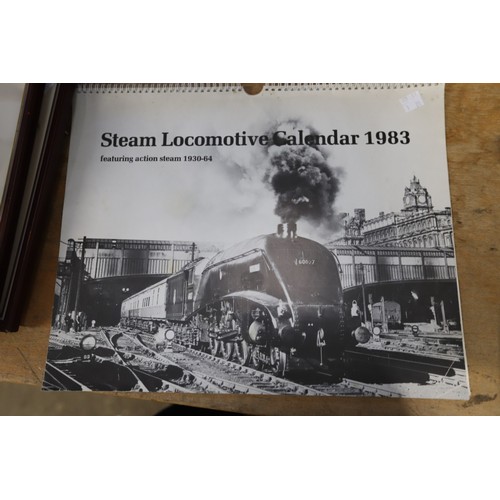 Steam Locomotive Calendar 1983
featuring action steam 1930-64